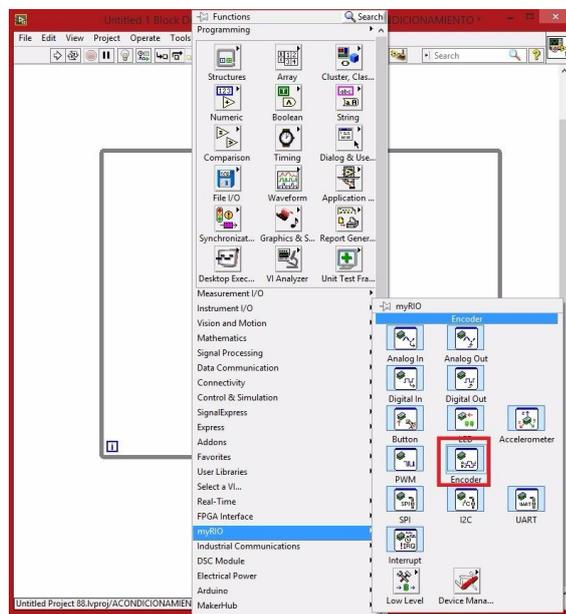 Untitled 1 Block D
Functions
Search
NDICIONAMIENTO *
File Edit View Project Operate Tools
Search
Programming
Structures
Array
Cluster, Clas...
Numeric
Boolean
String
Comparison
Timing
Dialog & Use...
File I/O
Waveform
Application ...
Synchronizat...
Graphics & S...
Report Gener...
Desktop Exec...
VI Analyzer
Unit Test Fra...
Measurement I/O
Instrument I/O
Vision and Motion
Mathematics
Signal Processing
Data Communication
Connectivity
Control & Simulation
SignalExpress
Express
Addons
Favorites
User Libraries
Select a VI...
Real-Time
FPGA Interface
myRIO
Industrial Communications
DSC Module
Electrical Power
Arduino
MakerHub
myRIO
Encoder
Analog In
Analog Out
Digital In
Digital Out
Button
LED
Accelerometer
PWM
Encoder
SPI
I2C
UART
Interrupt
Low Level
Device Mana...
Untitled Project 88.lvproj/ACONDICIONAMIEN